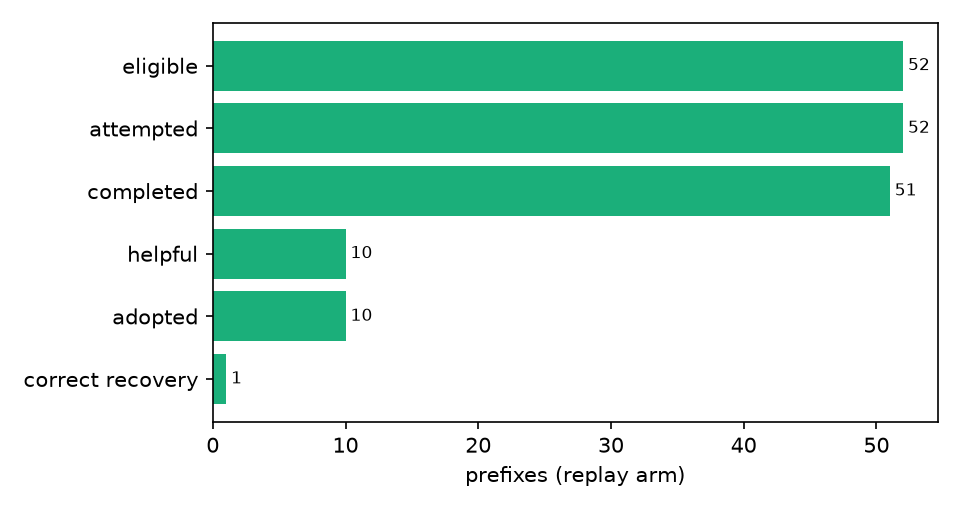 eligible 52
attempted 52
completed 51
helpful 10
adopted 10
correct recovery 1
0 10 20 30 40 50
prefixes (replay arm)